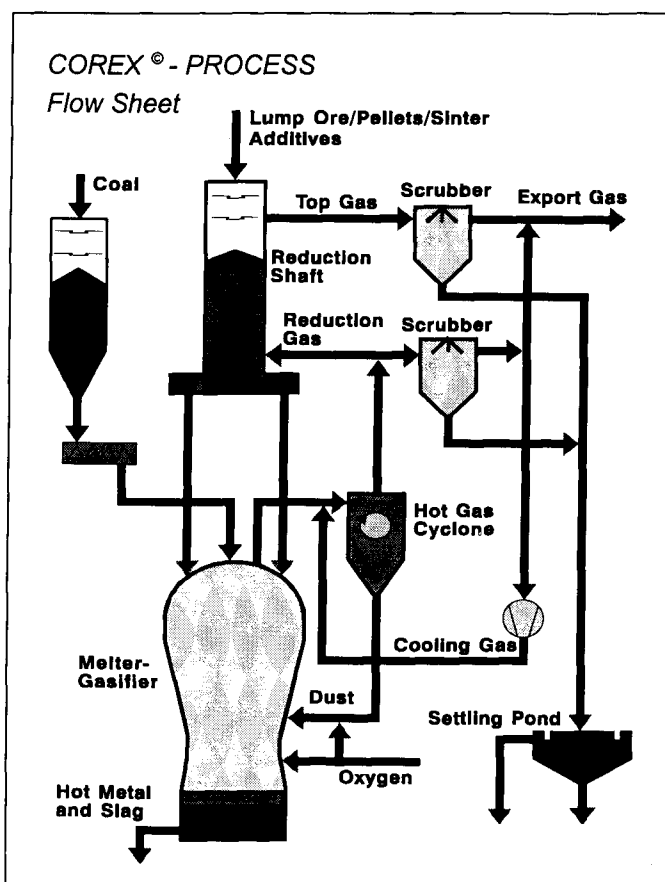 COREX © - PROCESS
Flow Sheet
Lump Ore/Pellets/Sinter
Additives
Coal
Scrubber
Top Gas
Export Gas
Reduction
Shaft
Reduction
Gas
Scrubber
Hot Gas
Cyclone
Cooling Gas
Melter-
Gasifier
Dust
Settling Pond
Oxygen
Hot Metal
and Slag